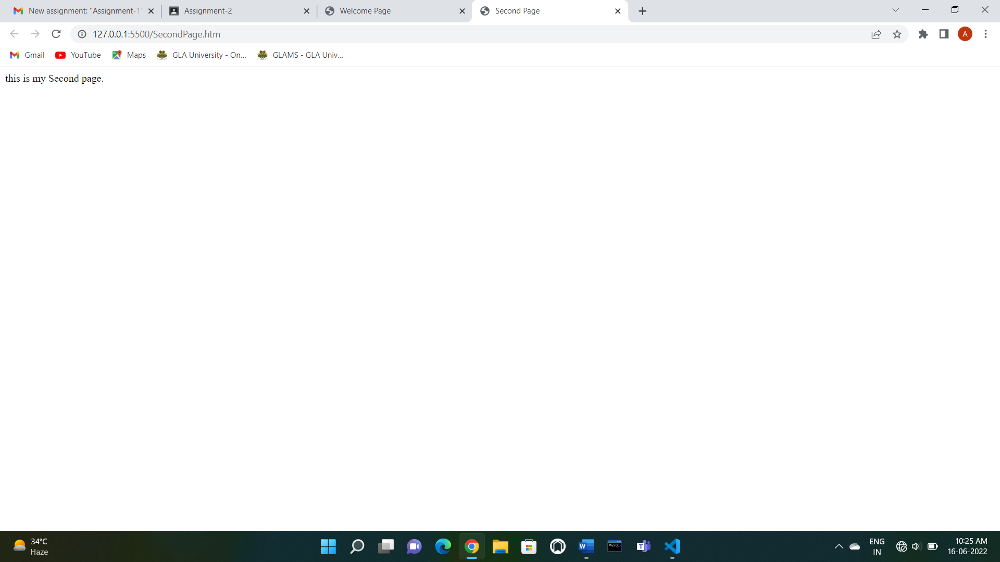 New assignment: "Assignment-1"
Assignment-2
Welcome Page
Second Page
127.0.0.1:5500/SecondPage.htm
A
Gmail
YouTube
Maps
GLA University - On...
GLAMS - GLA Univ...
this is my Second page.
34°C
Haze
W
MySQL
T
ENG
IN
10:25 AM
16-06-2022